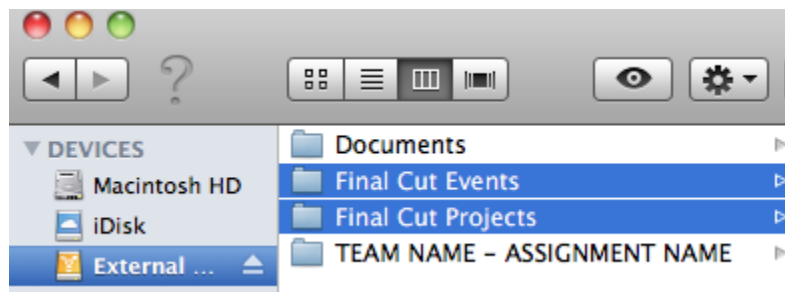 DEVICES
Macintosh HD
iDisk
External ...
Documents
Final Cut Events
Final Cut Projects
TEAM NAME – ASSIGNMENT NAME